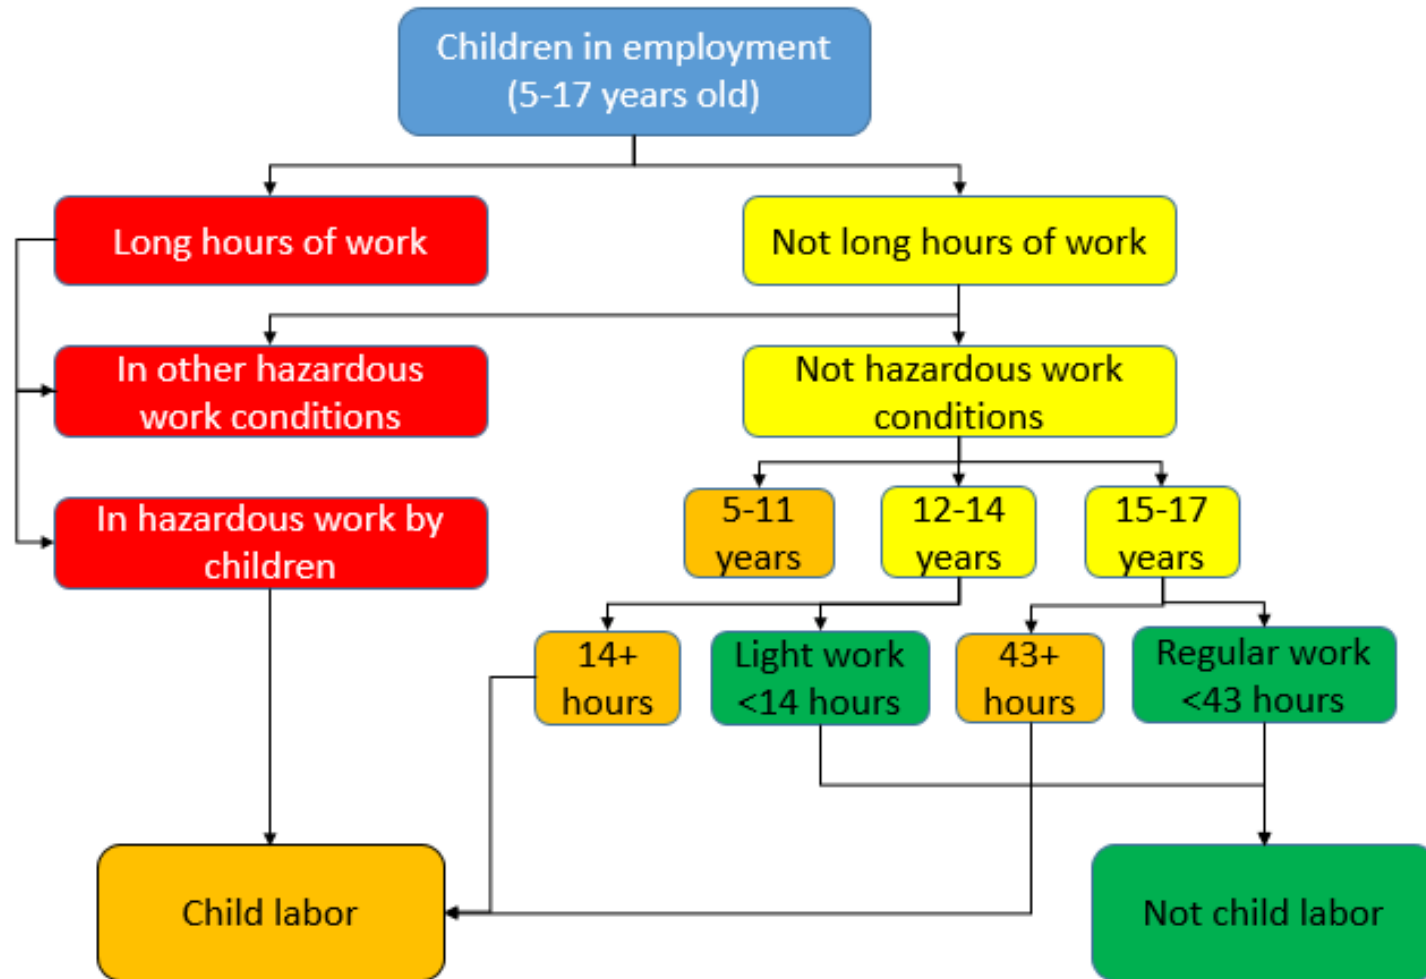 Children in employment
(5-17 years old)
Long hours of work
Not long hours of work
In other hazardous
work conditions
Not hazardous work
conditions
In hazardous work by
children
5-11
years
12-14
years
15-17
years
14+
hours
Light work
<14 hours
43+
hours
Regular work
<43 hours
Child labor
Not child labor